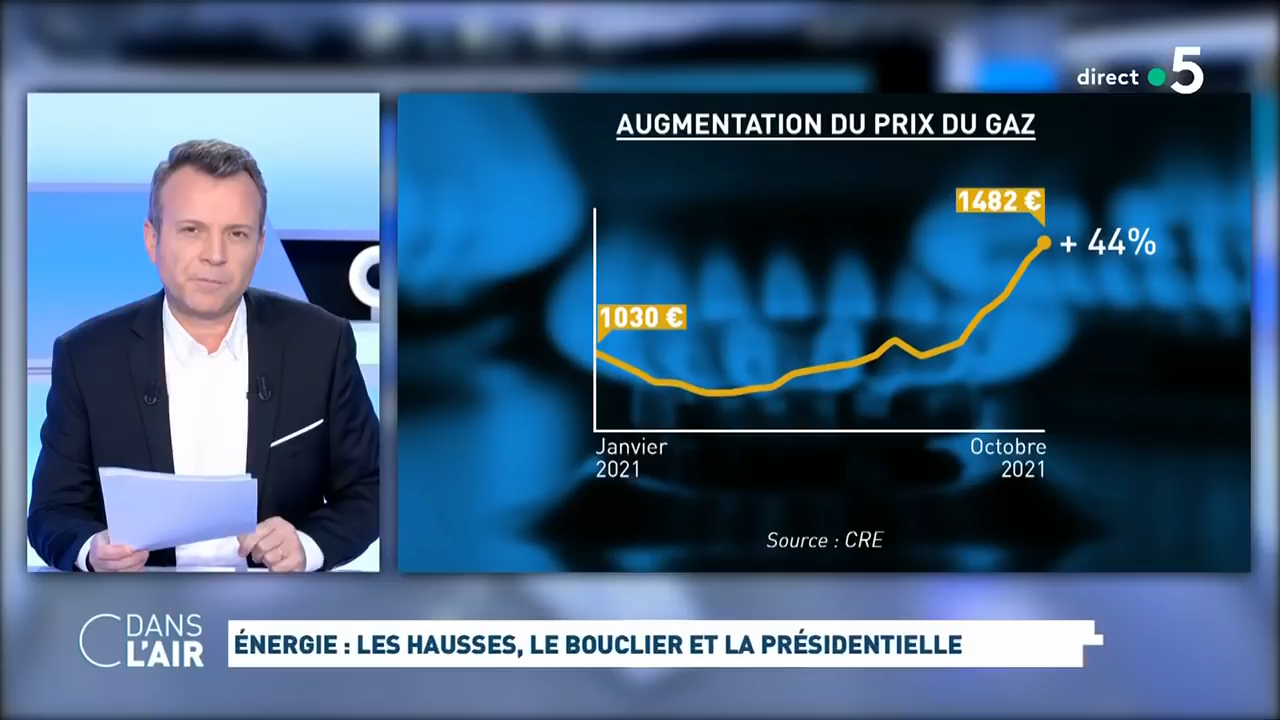 direct 5
AUGMENTATION DU PRIX DU GAZ
1482 €
+ 44%
1030 €
Janvier
2021
Octobre
2021
Source : CRE
C DANS
L'AIR
ÉNERGIE : LES HAUSSES, LE BOUCLIER ET LA PRÉSIDENTIELLE